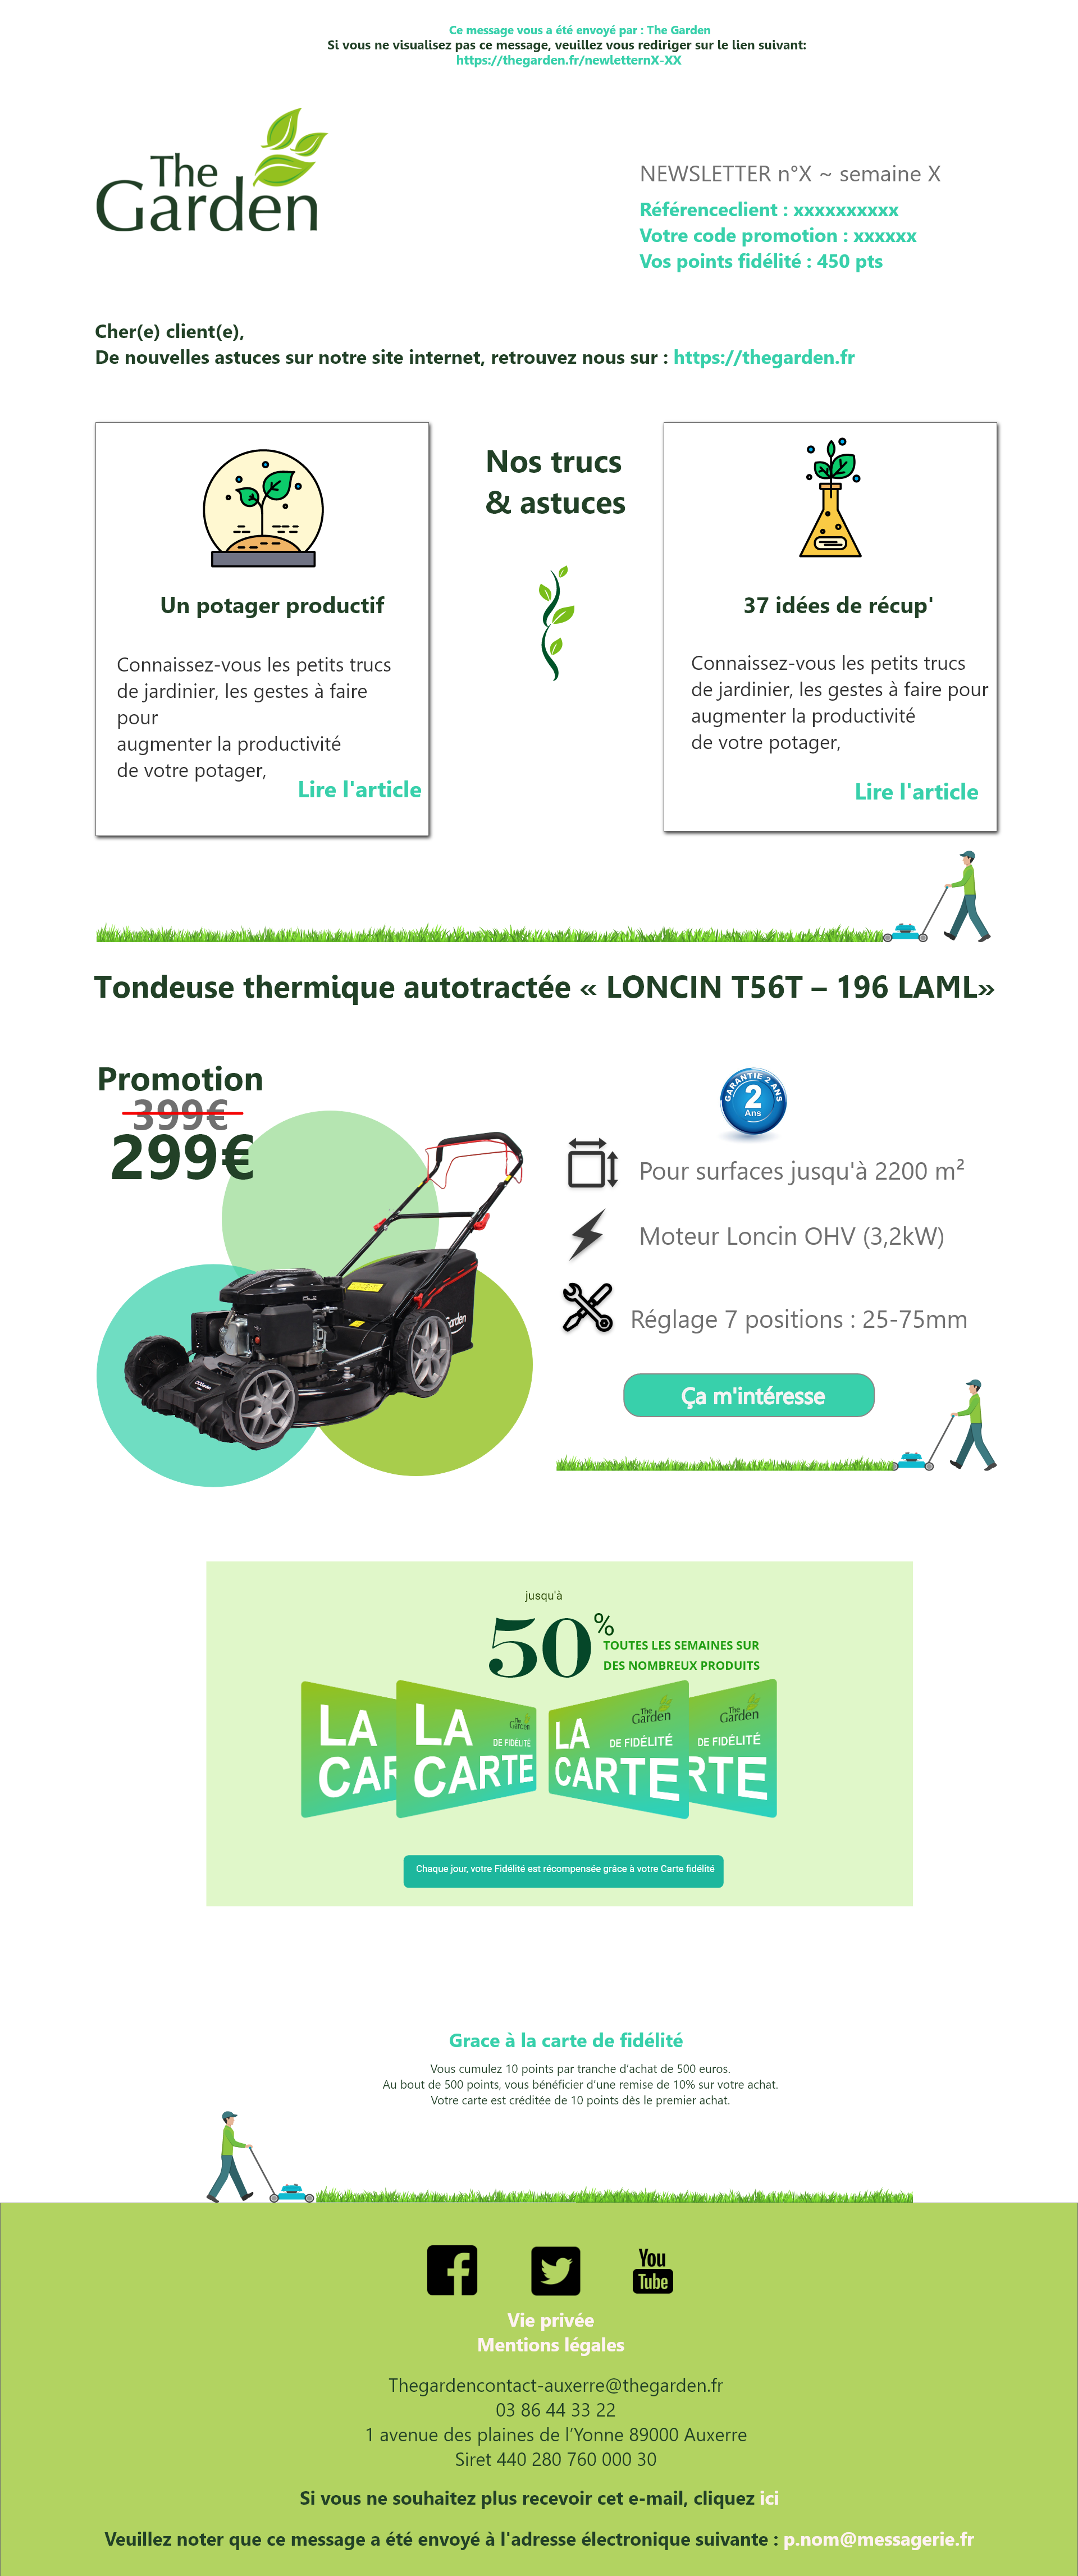 Ce message vous a été envoyé par : The Garden
Si vous ne visualisez pas ce message, veuillez vous rediriger sur le lien suivant:
https://thegarden.fr/newletternX-XX
The
Garden
NEWSLETTER n°X ~ semaine X
Référenceclient : xxxxxxxxxx
Votre code promotion : xxxxxx
Vos points fidélité : 450 pts
Cher(e) client(e),
De nouvelles astuces sur notre site internet, retrouvez nous sur : https://thegarden.fr
Un potager productif
Connaissez-vous les petits trucs
de jardinier, les gestes à faire
pour
augmenter la productivité
de votre potager,
Lire l'article
Nos trucs
& astuces
37 idées de récup'
Connaissez-vous les petits trucs
de jardinier, les gestes à faire pour
augmenter la productivité
de votre potager,
Lire l'article
Tondeuse thermique autotractée « LONCIN T56T – 196 LAML»
Promotion
399€
299€
GARANTIE 2 ANS
2
Ans
Pour surfaces jusqu'à 2200 m²
Moteur Loncin OHV (3,2kW)
Réglage 7 positions : 25-75mm
Ça m'intéresse
jusqu'à
50%
TOUTES LES SEMAINES SUR
DES NOMBREUX PRODUITS
LA
CAR
LA
CARTE
The
Garden
DE FIDÉLITÉ
LA
CARTE
The
Garden
DE FIDÉLITÉ
The
Garden
DE FIDÉLITÉ
RTE
Chaque jour, votre Fidélité est récompensée grâce à votre Carte fidélité
Grace à la carte de fidélité
Vous cumulez 10 points par tranche d’achat de 500 euros.
Au bout de 500 points, vous bénéficier d’une remise de 10% sur votre achat.
Votre carte est créditée de 10 points dès le premier achat.
You
Tube
Vie privée
Mentions légales
Thegardencontact-auxerre@thegarden.fr
03 86 44 33 22
1 avenue des plaines de l’Yonne 89000 Auxerre
Siret 440 280 760 000 30
Si vous ne souhaitez plus recevoir cet e-mail, cliquez ici
Veuillez noter que ce message a été envoyé à l'adresse électronique suivante : p.nom@messagerie.fr